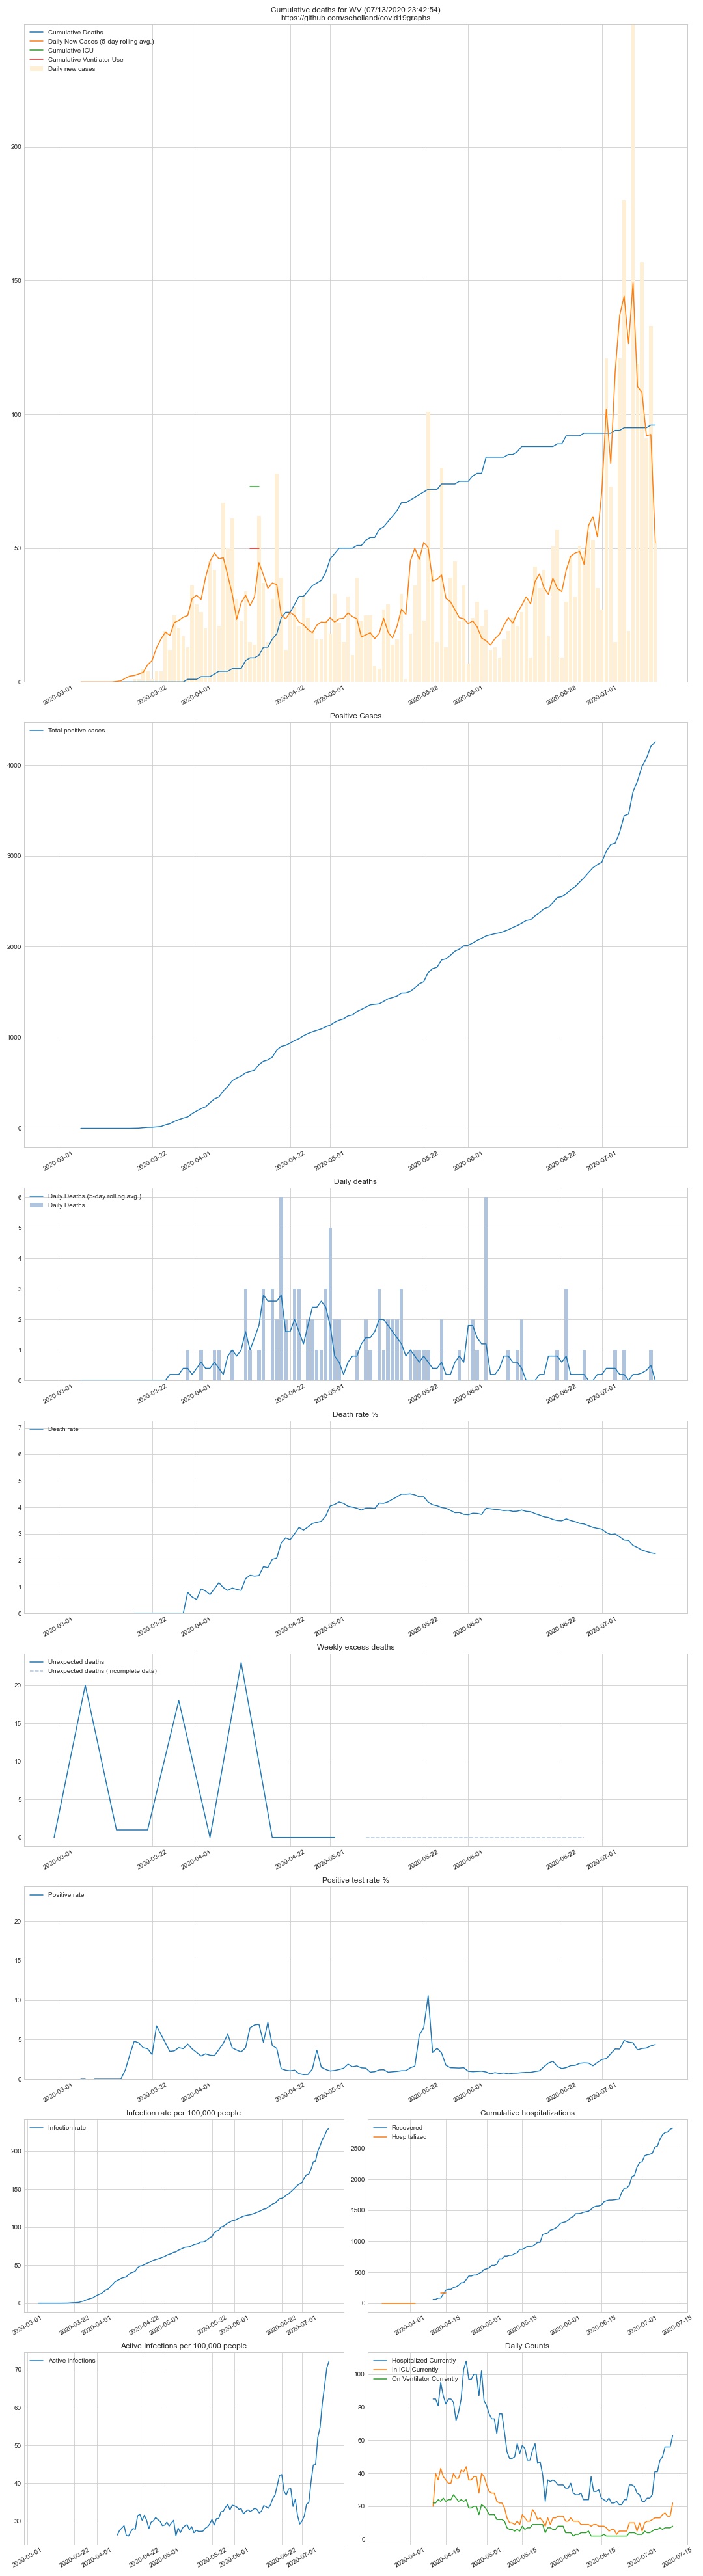 Cumulative deaths for WV (07/13/2020 23:42:54)
https://github.com/seholland/covid19graphs
Cumulative Deaths
Daily New Cases (5-day rolling avg.)
Cumulative ICU
Cumulative Ventilator Use
Daily new cases
200
150
100
50
0
2020-03-01 2020-03-22 2020-04-01 2020-04-22 2020-05-01 2020-05-22 2020-06-01 2020-06-22 2020-07-01
Positive Cases
Total positive cases
4000
3000
2000
1000
0
2020-03-01 2020-03-22 2020-04-01 2020-04-22 2020-05-01 2020-05-22 2020-06-01 2020-06-22 2020-07-01
Daily deaths
Daily Deaths (5-day rolling avg.)
Daily Deaths
6
5
4
3
2
1
0
2020-03-01 2020-03-22 2020-04-01 2020-04-22 2020-05-01 2020-05-22 2020-06-01 2020-06-22 2020-07-01
Death rate %
Death rate
7
6
5
4
3
2
1
0
2020-03-01 2020-03-22 2020-04-01 2020-04-22 2020-05-01 2020-05-22 2020-06-01 2020-06-22 2020-07-01
Weekly excess deaths
Unexpected deaths
Unexpected deaths (incomplete data)
20
15
10
5
0
2020-03-01 2020-03-22 2020-04-01 2020-04-22 2020-05-01 2020-05-22 2020-06-01 2020-06-22 2020-07-01
Positive test rate %
Positive rate
20
15
10
5
0
2020-03-01 2020-03-22 2020-04-01 2020-04-22 2020-05-01 2020-05-22 2020-06-01 2020-06-22 2020-07-01
Infection rate per 100,000 people
Infection rate
200
150
100
50
0
2020-03-01 2020-03-22 2020-04-01 2020-04-22 2020-05-01 2020-05-22 2020-06-01 2020-06-22 2020-07-01
Cumulative hospitalizations
Recovered
Hospitalized
2500
2000
1500
1000
500
0
2020-04-01 2020-04-15 2020-05-01 2020-05-15 2020-06-01 2020-06-15 2020-07-01 2020-07-15
Active Infections per 100,000 people
Active infections
70
60
50
40
30
2020-03-01 2020-03-22 2020-04-01 2020-04-22 2020-05-01 2020-05-22 2020-06-01 2020-06-22 2020-07-01
Daily Counts
Hospitalized Currently
In ICU Currently
On Ventilator Currently
100
80
60
40
20
0
2020-04-01 2020-04-15 2020-05-01 2020-05-15 2020-06-01 2020-06-15 2020-07-01 2020-07-15